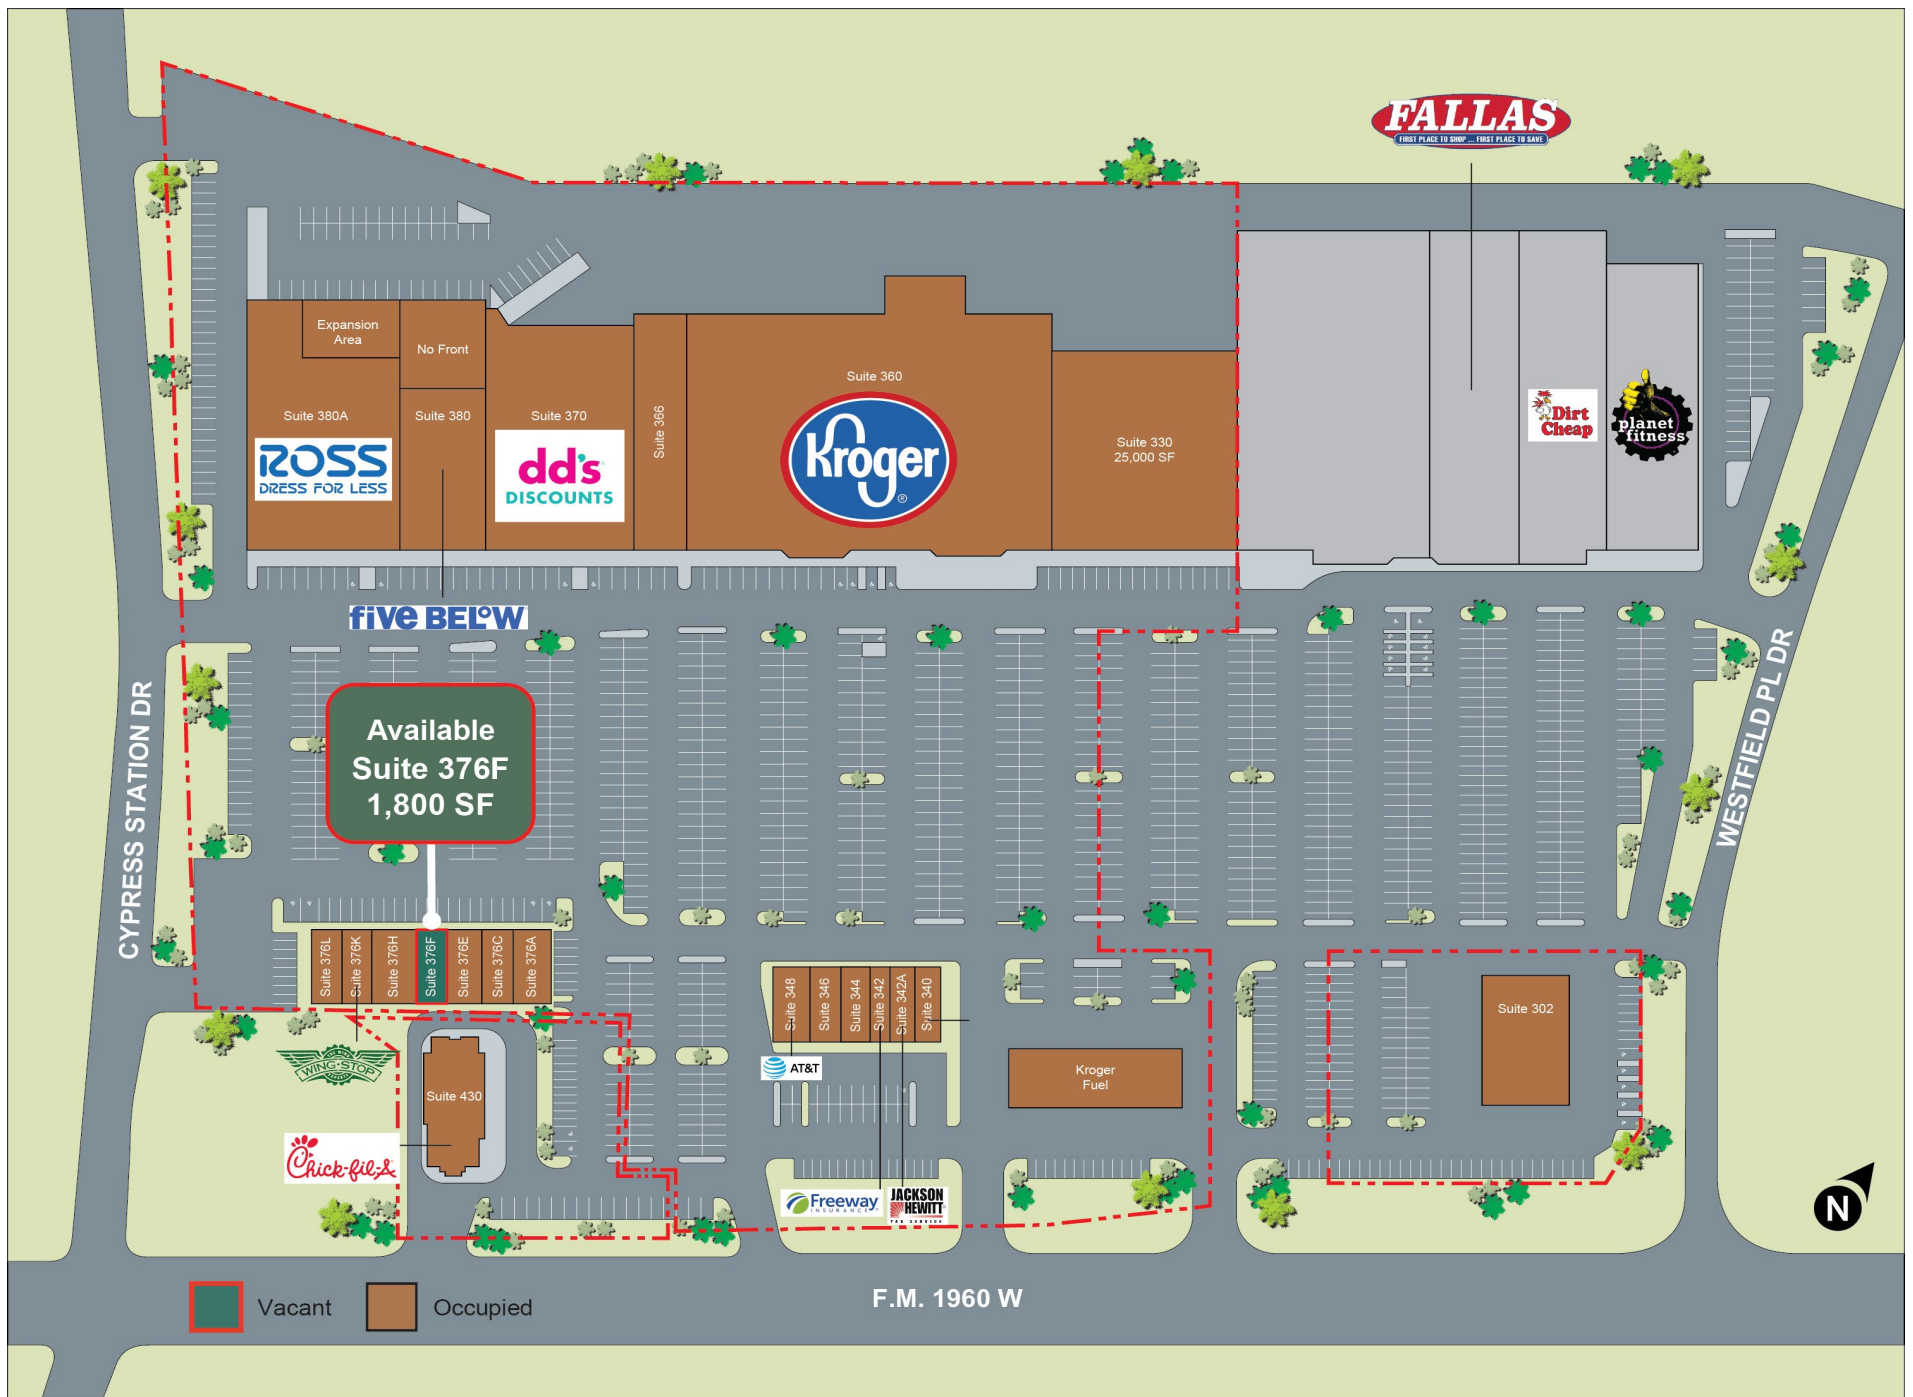 FALLAS
FIRST PLACE TO SHOP ... FIRST PLACE TO SAVE
Expansion
Area
No Front
Suite 380A
ROSS
DRESS FOR LESS
Suite 380
Suite 370
dd's
DISCOUNTS
Suite 366
Suite 360
Kroger
®
Suite 330
25,000 SF
Dirt
Cheap
planet
fitness
five BELOW
Available
Suite 376F
1,800 SF
CYPRESS STATION DR
WESTFIELD PL DR
Suite 376L
Suite 376K
Suite 376H
Suite 376F
Suite 376E
Suite 376C
Suite 376A
Suite 348
Suite 346
Suite 344
Suite 342
Suite 342A
Suite 340
Suite 302
WING·STOP
AT&T
Kroger
Fuel
Suite 430
Chick-fil-A
Freeway
INSURANCE
JACKSON
HEWITT
TAX SERVICE
N
Vacant
Occupied
F.M. 1960 W